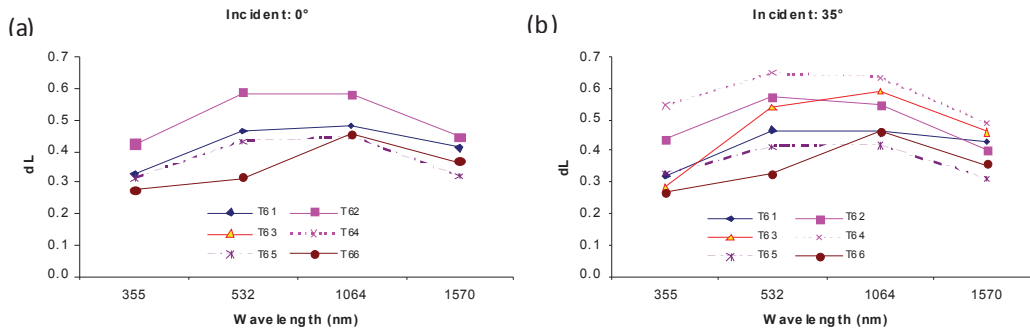 (a)
Incident: 0°
0.7
0.6
0.5
0.4
0.3
0.2
0.1
0.0
dL
T61 T62
T63 T64
T65 T66
355 532 1064 1570
Wavelength (nm)
(b)
Incident: 35°
0.7
0.6
0.5
0.4
0.3
0.2
0.1
0.0
dL
T61 T62
T63 T64
T65 T66
355 532 1064 1570
Wavelength (nm)